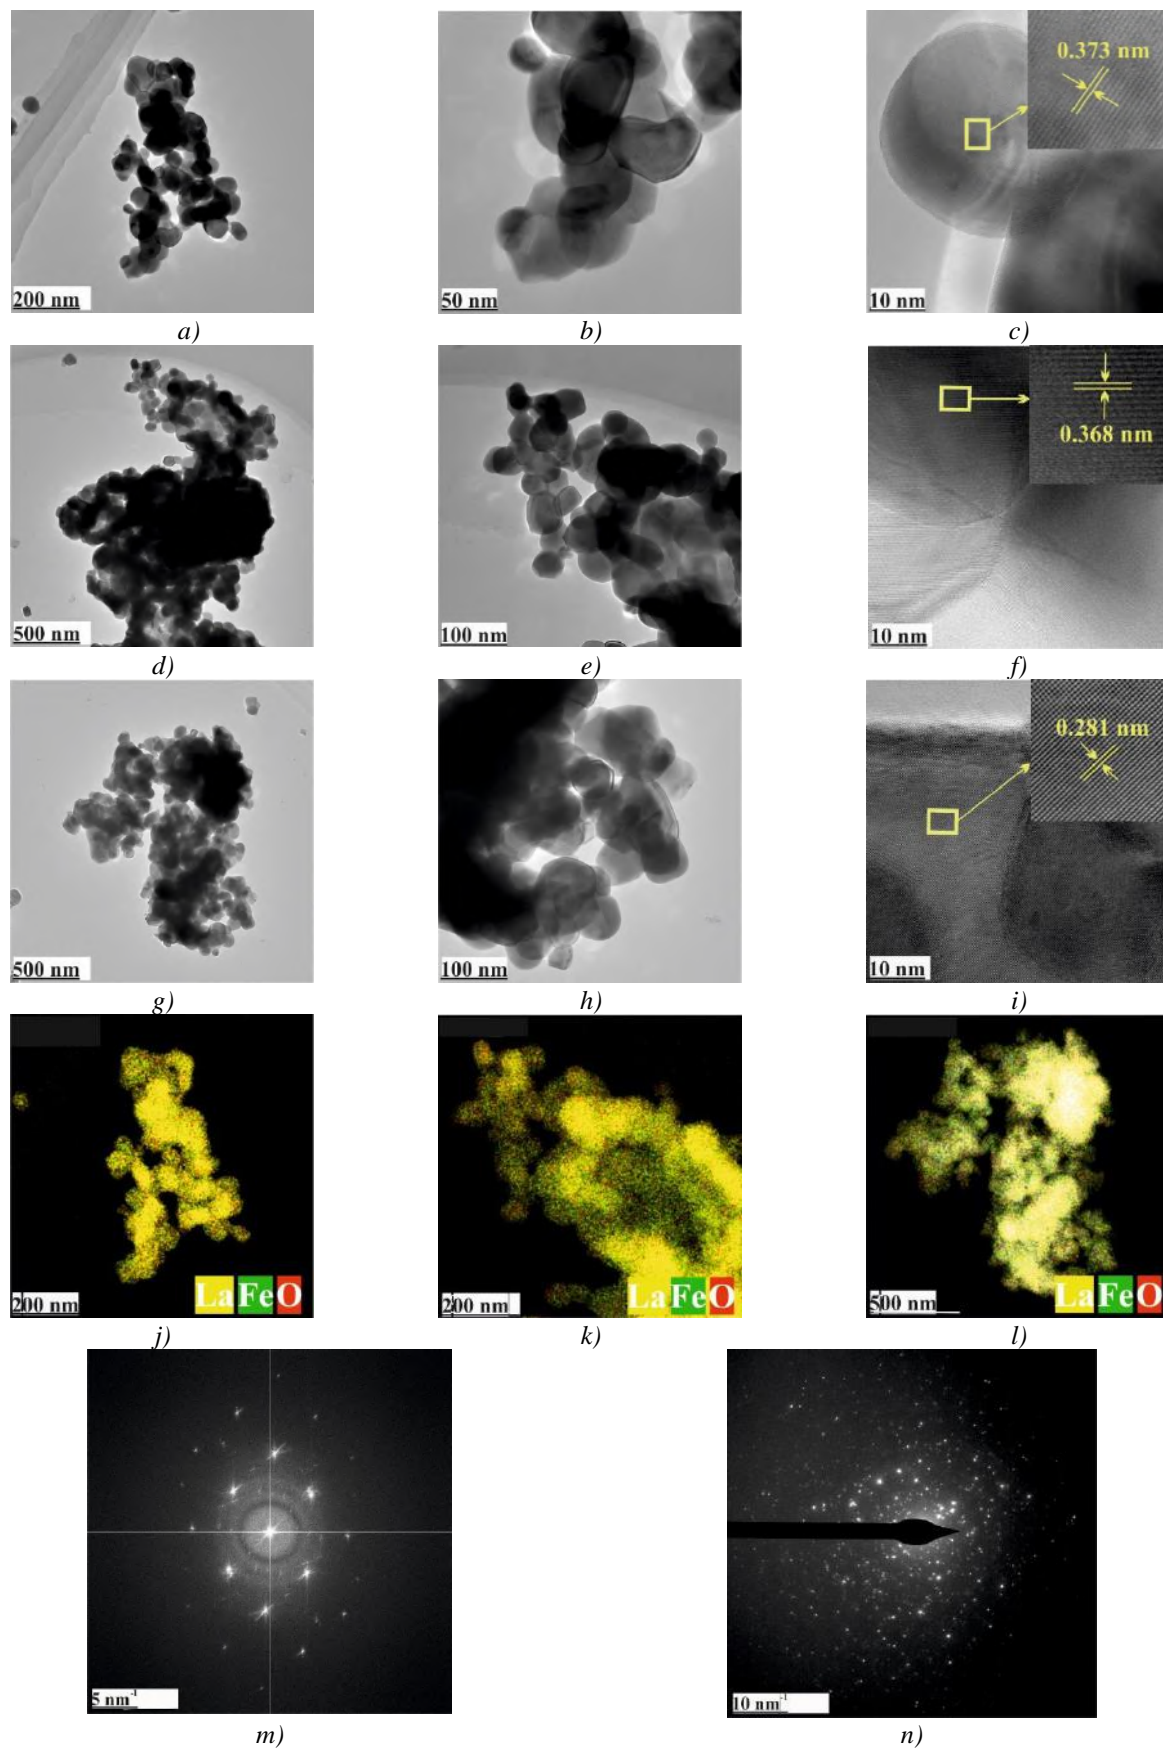 0.373 nm
200 nm
50 nm
10 nm
a)
b)
c)
0.368 nm
500 nm
100 nm
10 nm
d)
e)
f)
0.281 nm
500 nm
100 nm
10 nm
g)
h)
i)
200 nm
La Fe O
200 nm
La Fe O
500 nm
La Fe O
j)
k)
l)
5 nm-1
10 nm-1
m)
n)